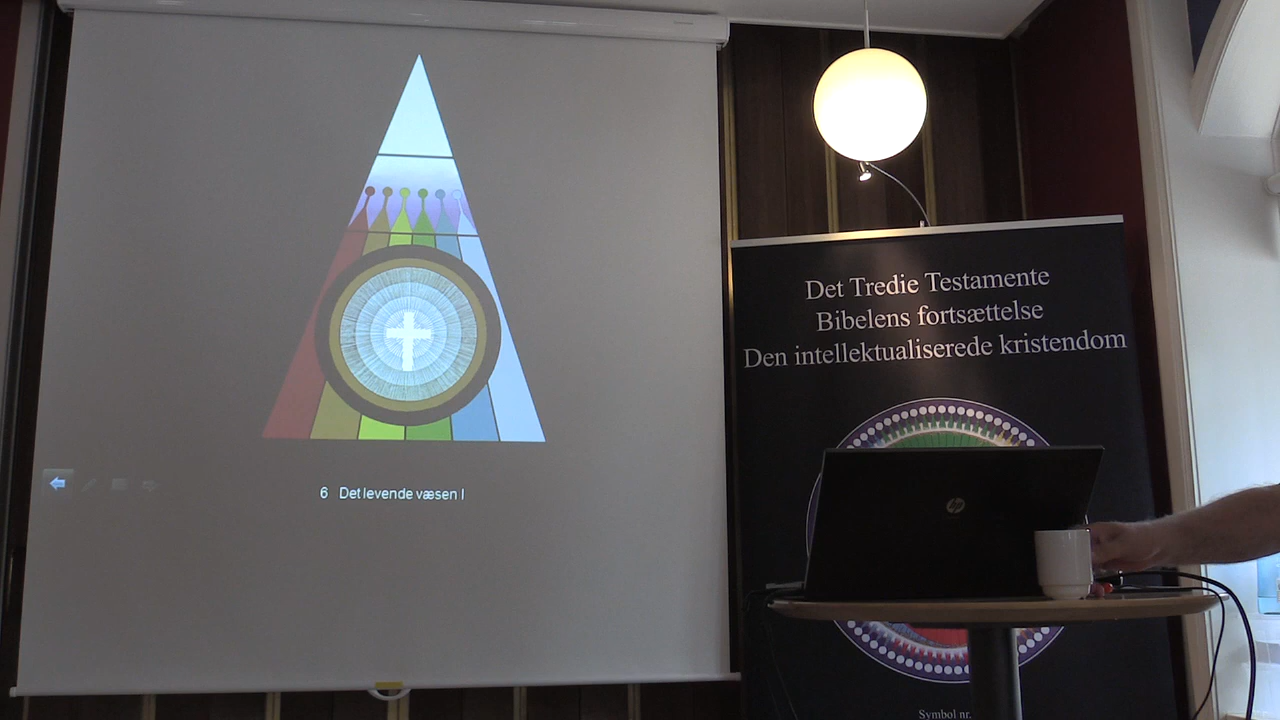 6 Det levende væsen I
Det Tredie Testamente
Bibelens fortsættelse
Den intellektualiserede kristendom
hp
Symbol nr.